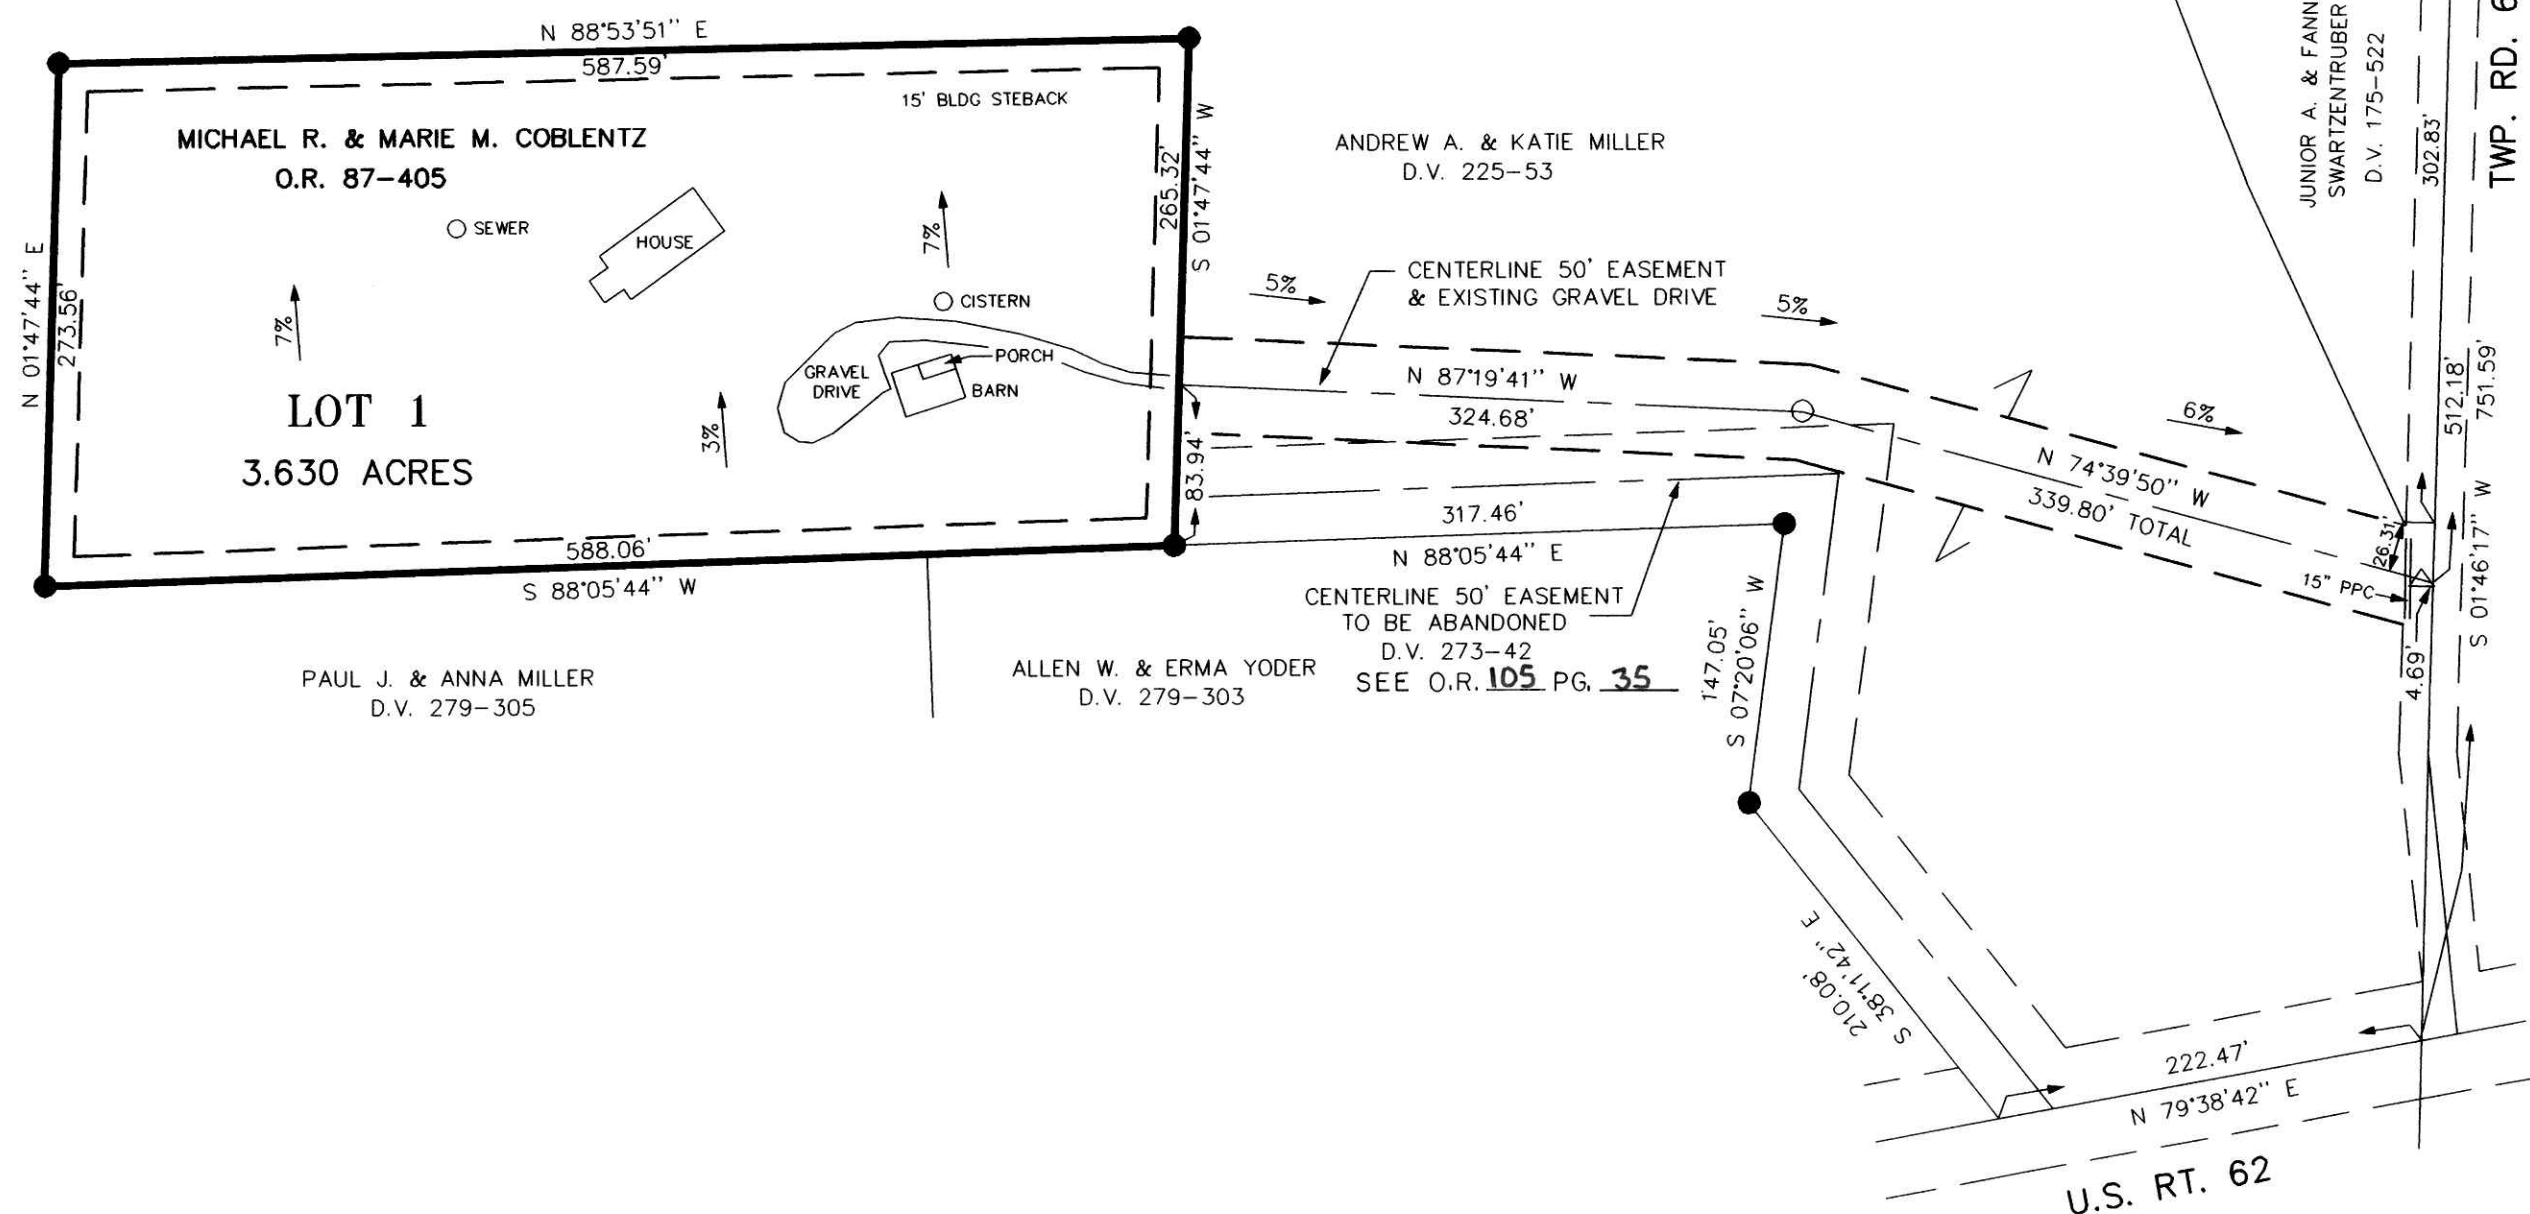 N 88°53'51" E
587.59'
15' BLDG STEBACK
MICHAEL R. & MARIE M. COBLENTZ
O.R. 87-405
SEWER
HOUSE
7%
7%
CISTERN
PORCH
GRAVEL
DRIVE
BARN
3%
LOT 1
3.630 ACRES
N 01°47'44" E
273.56'
265.32'
S 01°47'44" W
83.94'
588.06'
S 88°05'44" W
PAUL J. & ANNA MILLER
D.V. 279-305
ALLEN W. & ERMA YODER
D.V. 279-303
ANDREW A. & KATIE MILLER
D.V. 225-53
CENTERLINE 50' EASEMENT
& EXISTING GRAVEL DRIVE
5%
5%
N 87°19'41" W
324.68'
317.46'
N 88°05'44" E
CENTERLINE 50' EASEMENT
TO BE ABANDONED
D.V. 273-42
SEE O.R. 105 PG. 35
147.05'
S 07°20'06" W
210.08'
S 38°11'42" E
6%
N 74°39'50" W
339.80' TOTAL
26.31'
15" PPC
4.69'
JUNIOR A. & FANN
SWARTZENTRUBER
D.V. 175-522
302.83'
TWP. RD. 6
512.18'
751.59'
S 01°46'17" W
222.47'
N 79°38'42" E
U.S. RT. 62